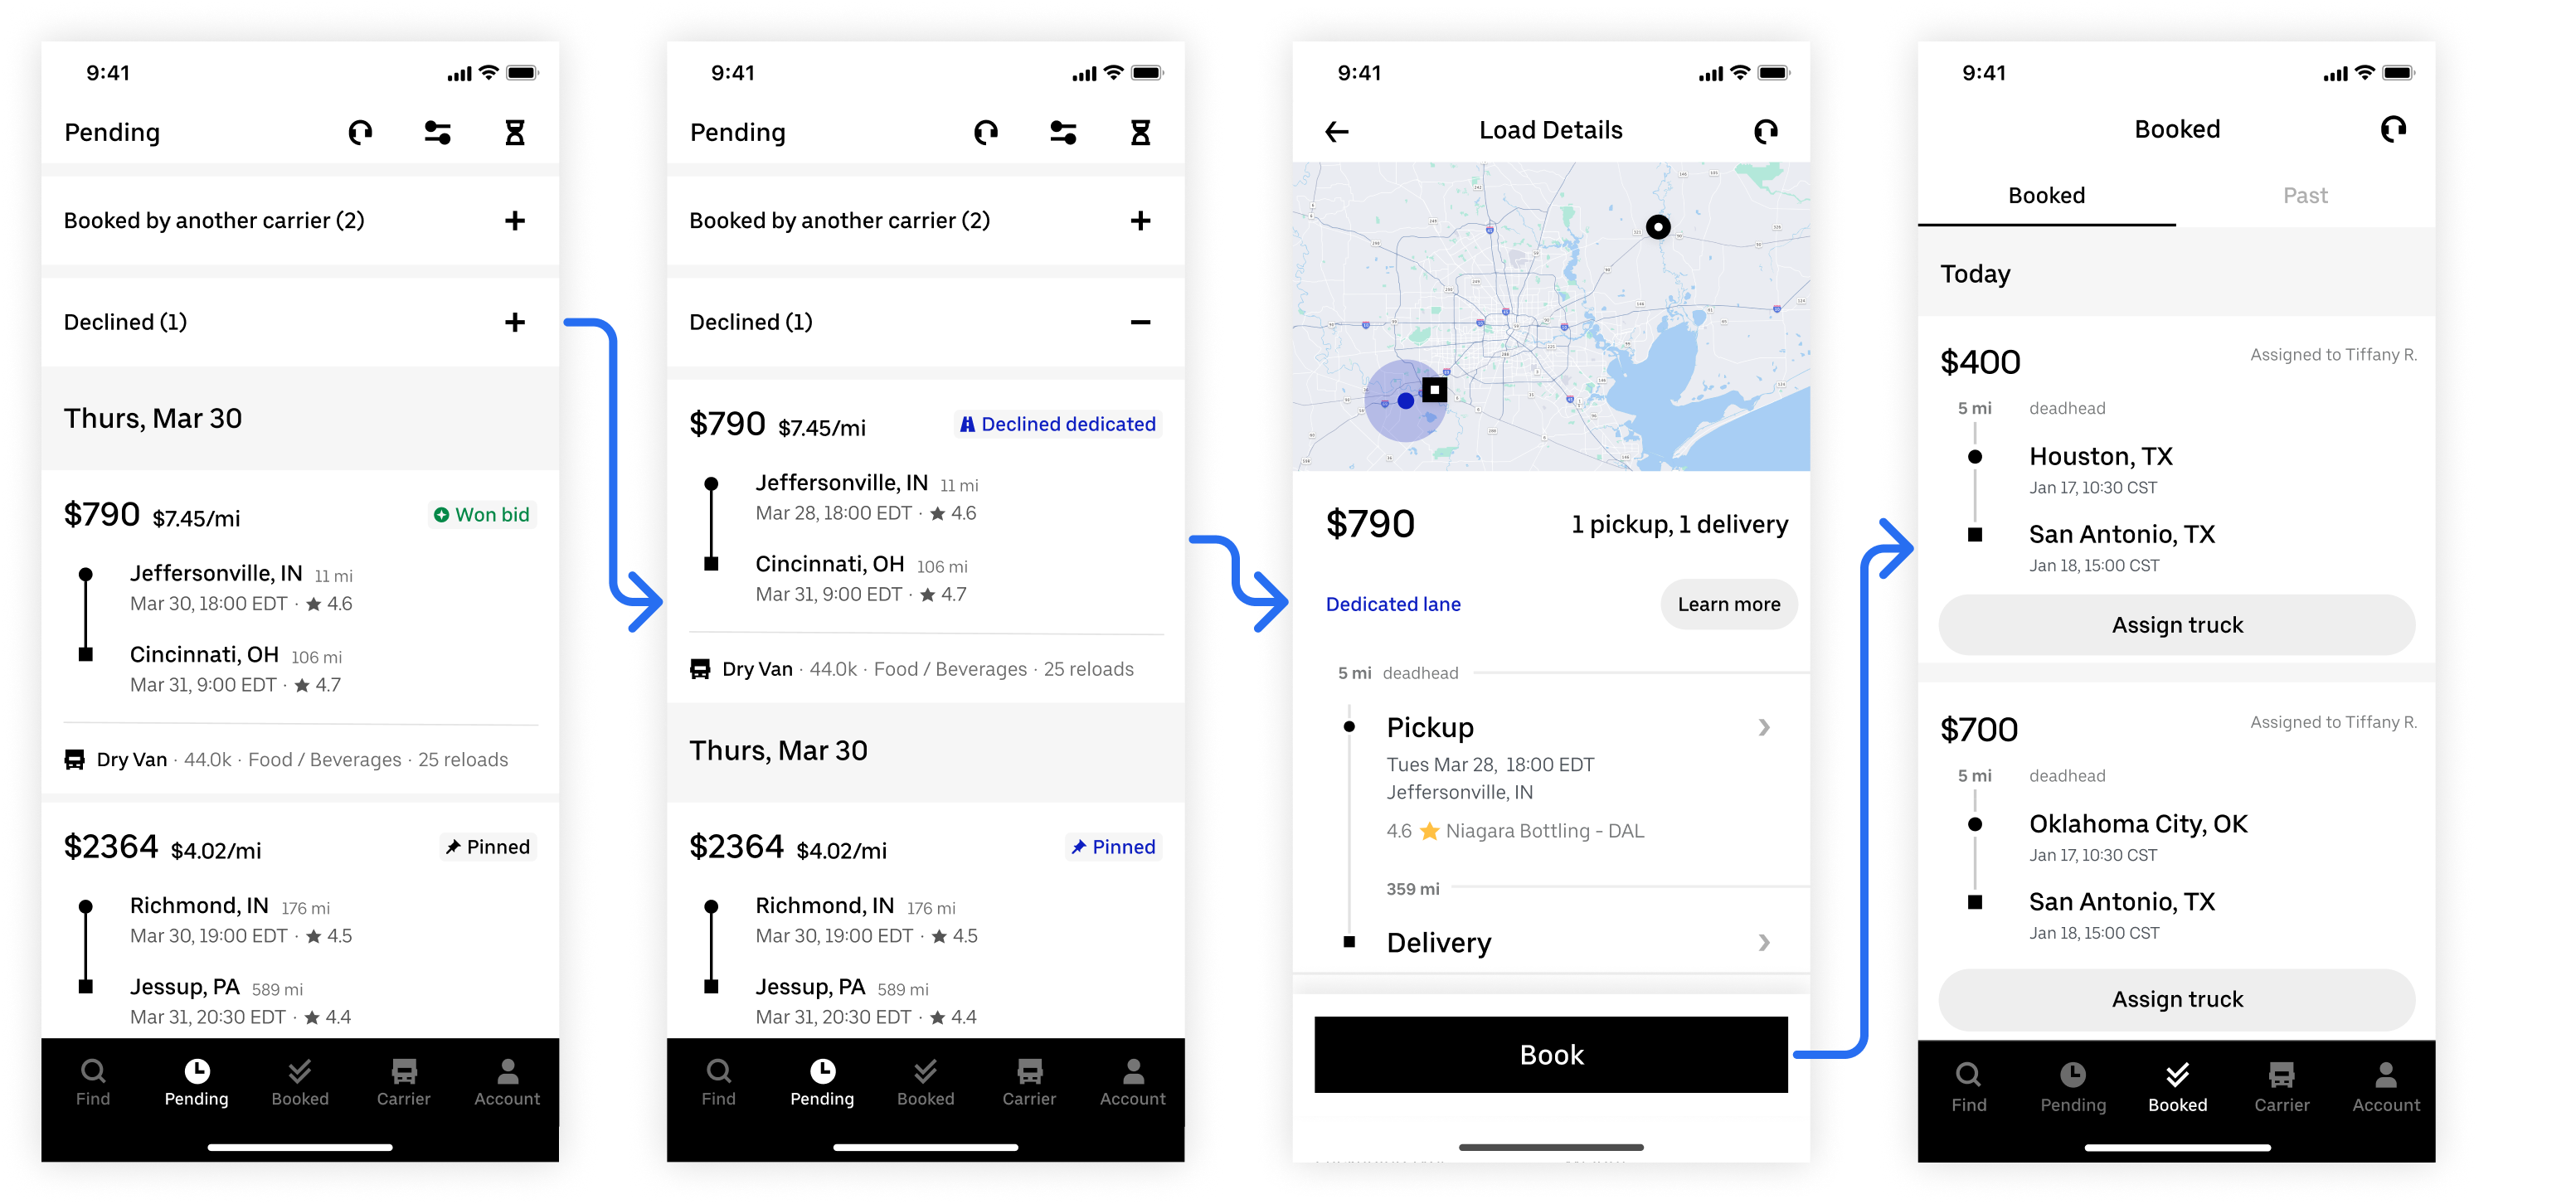 9:41
Pending
Booked by another carrier (2)
Declined (1)
Thurs, Mar 30
$790 $7.45/mi Won bid
Jeffersonville, IN 11 mi
Mar 30, 18:00 EDT · ★ 4.6
Cincinnati, OH 106 mi
Mar 31, 9:00 EDT · ★ 4.7
Dry Van · 44.0k · Food / Beverages · 25 reloads
$2364 $4.02/mi Pinned
Richmond, IN 176 mi
Mar 30, 19:00 EDT · ★ 4.5
Jessup, PA 589 mi
Mar 31, 20:30 EDT · ★ 4.4
Find Pending Booked Carrier Account
9:41
Pending
Booked by another carrier (2)
Declined (1)
$790 $7.45/mi Declined dedicated
Jeffersonville, IN 11 mi
Mar 28, 18:00 EDT · ★ 4.6
Cincinnati, OH 106 mi
Mar 31, 9:00 EDT · ★ 4.7
Dry Van · 44.0k · Food / Beverages · 25 reloads
Thurs, Mar 30
$2364 $4.02/mi Pinned
Richmond, IN 176 mi
Mar 30, 19:00 EDT · ★ 4.5
Jessup, PA 589 mi
Mar 31, 20:30 EDT · ★ 4.4
Find Pending Booked Carrier Account
9:41
Load Details
$790 1 pickup, 1 delivery
Dedicated lane Learn more
5 mi deadhead
Pickup
Tues Mar 28, 18:00 EDT
Jeffersonville, IN
4.6 ⭐ Niagara Bottling - DAL
359 mi
Delivery
Book
9:41
Booked
Booked Past
Today
$400 Assigned to Tiffany R.
5 mi deadhead
Houston, TX
Jan 17, 10:30 CST
San Antonio, TX
Jan 18, 15:00 CST
Assign truck
$700 Assigned to Tiffany R.
5 mi deadhead
Oklahoma City, OK
Jan 17, 10:30 CST
San Antonio, TX
Jan 18, 15:00 CST
Assign truck
Find Pending Booked Carrier Account